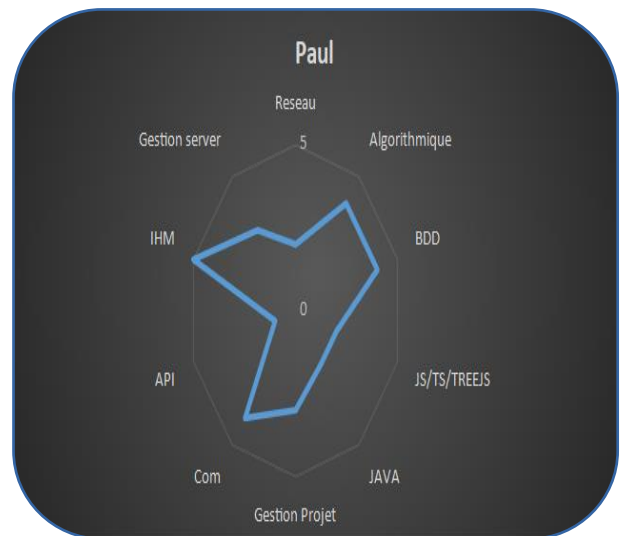 Paul
Reseau
Gestion server
5
Algorithmique
IHM
BDD
0
API
JS/TS/TREEJS
Com
JAVA
Gestion Projet